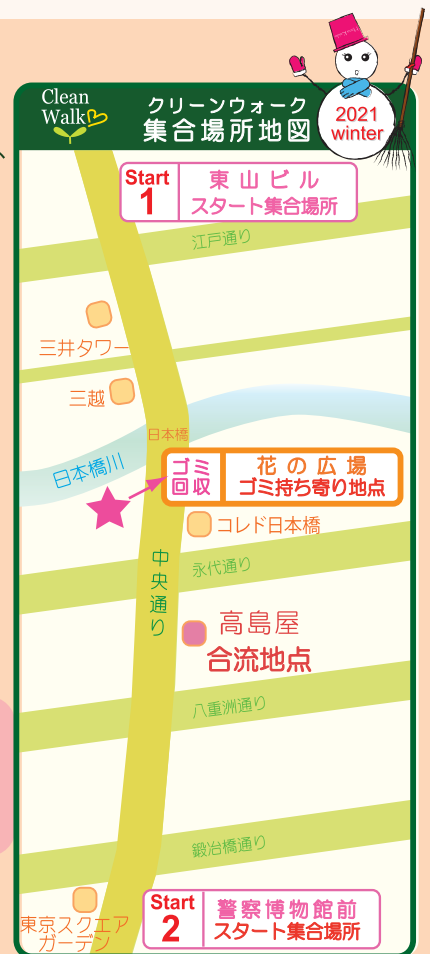 Clean
Walk
クリーンウォーク
集合場所地図
2021
winter
Start
1
東山ビル
スタート集合場所
江戸通り
三井タワー
三越
日本橋
日本橋川
ゴミ
回収
花の広場
ゴミ持ち寄り地点
コレド日本橋
永代通り
中央通り
高島屋
合流地点
八重洲通り
鍛冶橋通り
東京スクエア
ガーデン
Start
2
警察博物館前
スタート集合場所